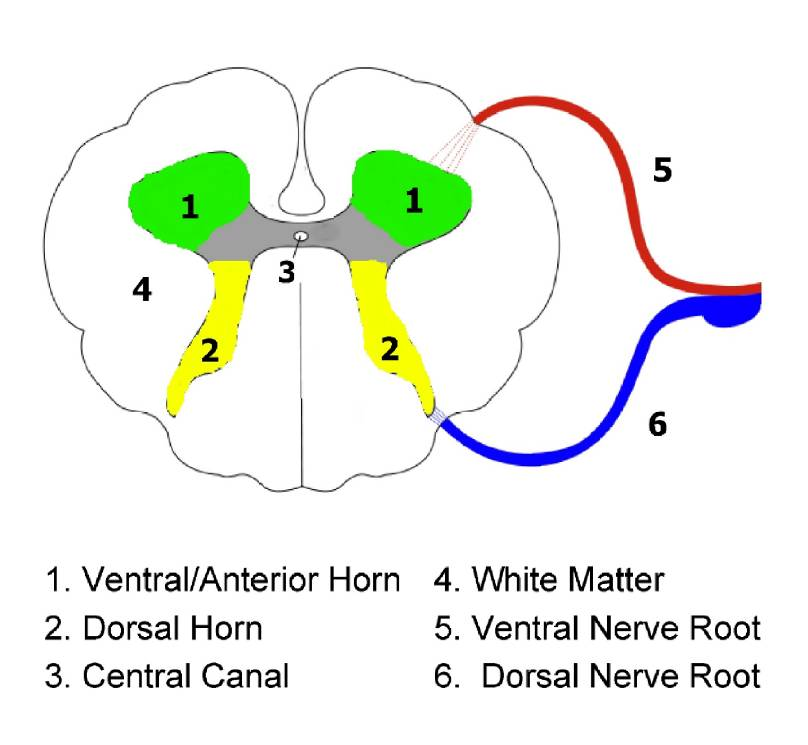 1
1
5
3
4
2
2
6
1. Ventral/Anterior Horn
2. Dorsal Horn
3. Central Canal
4. White Matter
5. Ventral Nerve Root
6. Dorsal Nerve Root